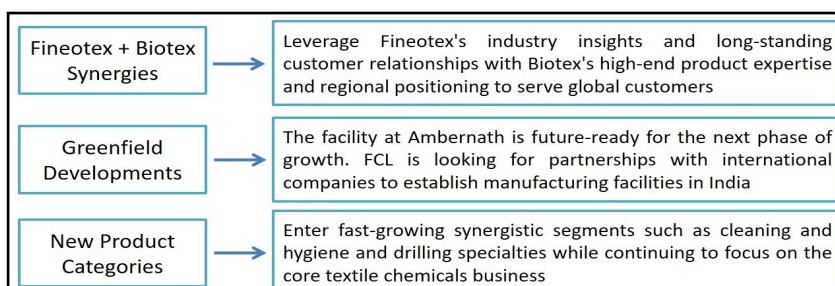 Fineotex + Biotex
Synergies
Leverage Fineotex's industry insights and long-standing
customer relationships with Biotex's high-end product expertise
and regional positioning to serve global customers
Greenfield
Developments
The facility at Ambernath is future-ready for the next phase of
growth. FCL is looking for partnerships with international
companies to establish manufacturing facilities in India
New Product
Categories
Enter fast-growing synergistic segments such as cleaning and
hygiene and drilling specialties while continuing to focus on the
core textile chemicals business